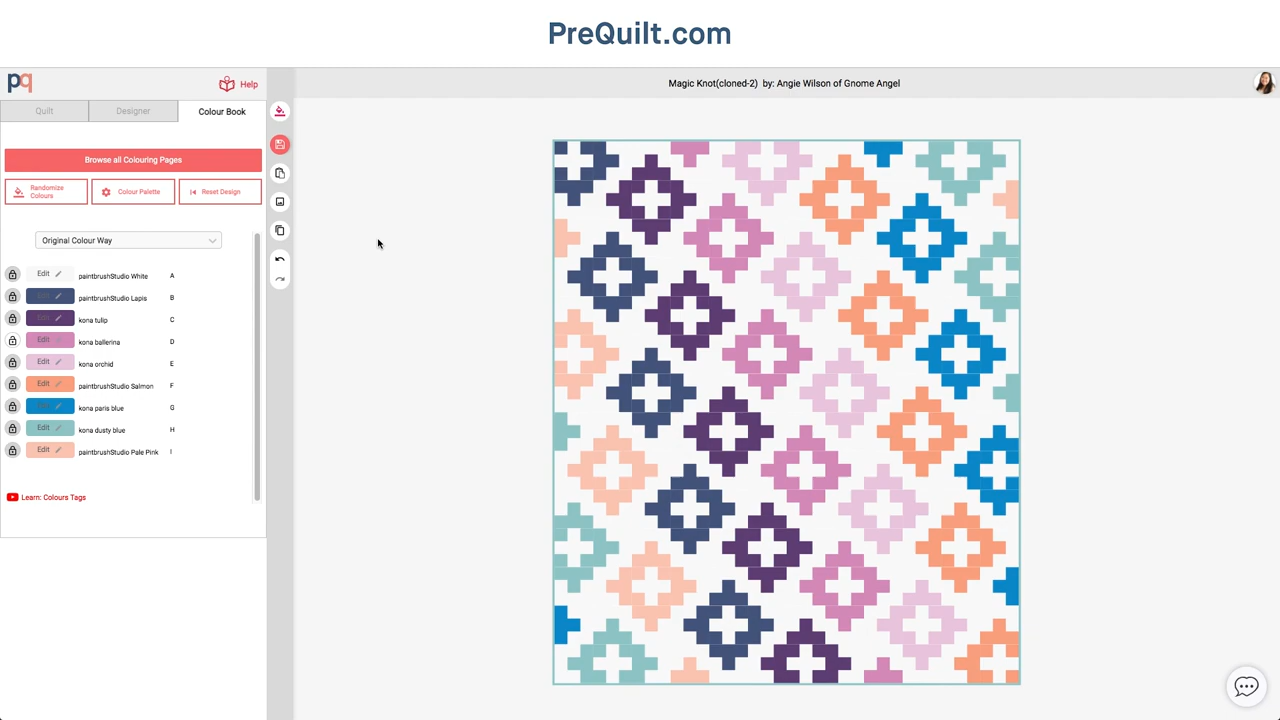 PreQuilt.com
pq
Help
Magic Knot(cloned-2) by: Angie Wilson of Gnome Angel
Quilt
Designer
Colour Book
Browse all Colouring Pages
Randomize
Colours
Colour Palette
Reset Design
Original Colour Way
Edit paintbrushStudio White A
Edit paintbrushStudio Lapis B
Edit kona tulip C
Edit kona ballerina D
Edit kona orchid E
Edit paintbrushStudio Salmon F
Edit kona paris blue G
Edit kona dusty blue H
Edit paintbrushStudio Pale Pink I
Learn: Colours Tags